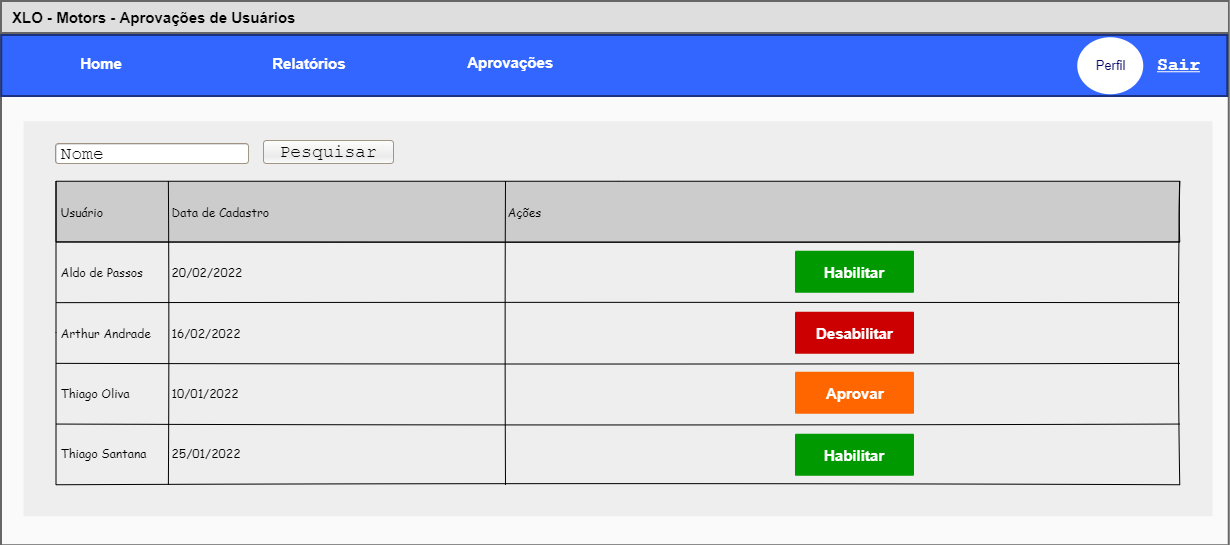 XLO - Motors - Aprovações de Usuários
Home Relatórios Aprovações Perfil Sair
Nome Pesquisar
Usuário Data de Cadastro Ações
Aldo de Passos 20/02/2022 Habilitar
Arthur Andrade 16/02/2022 Desabilitar
Thiago Oliva 10/01/2022 Aprovar
Thiago Santana 25/01/2022 Habilitar